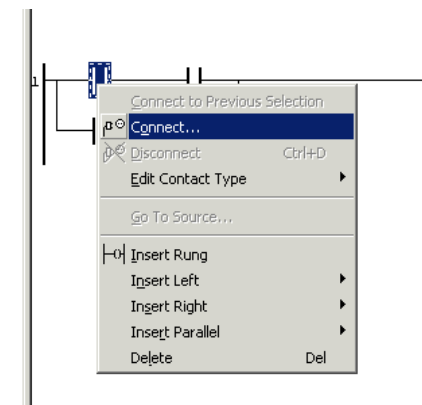 1
Connect to Previous Selection
Connect...
Disconnect Ctrl+D
Edit Contact Type
Go To Source...
Insert Rung
Insert Left
Insert Right
Insert Parallel
Delete Del